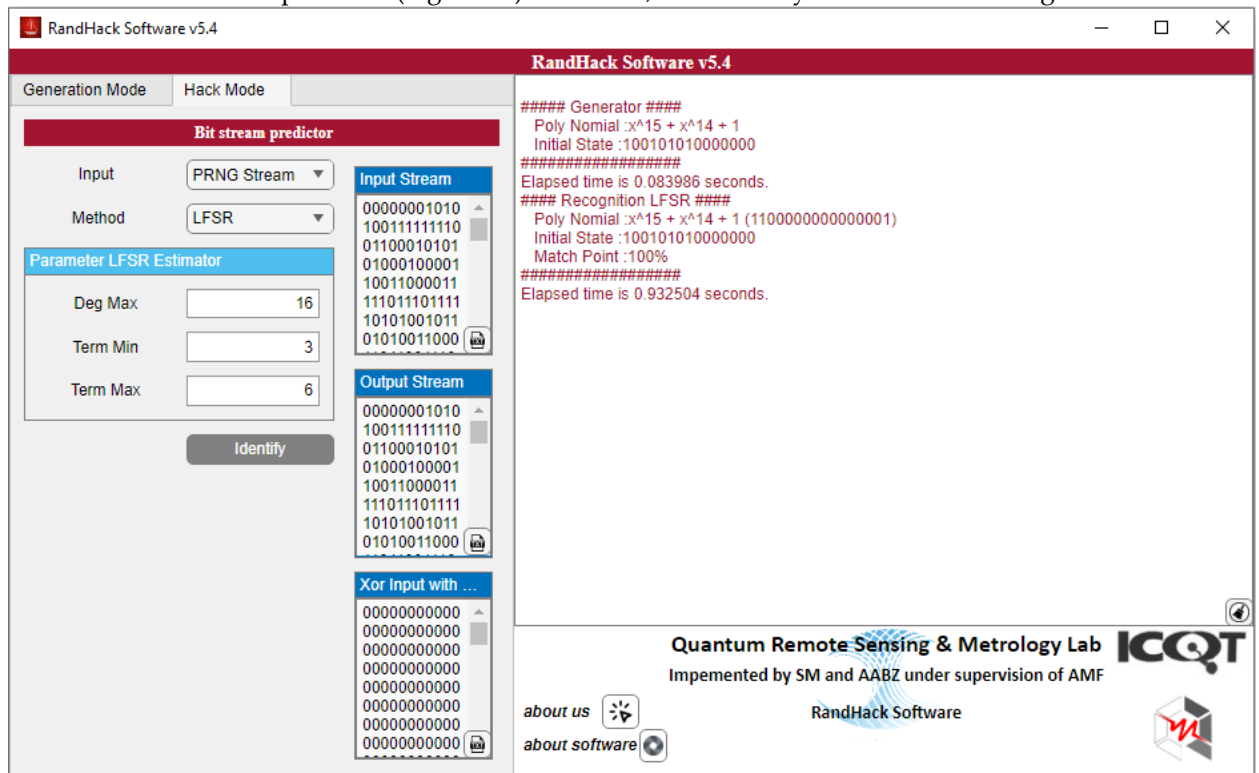 RandHack Software v5.4
RandHack Software v5.4
Generation Mode
Hack Mode
Bit stream predictor
Input
PRNG Stream
Method
LFSR
Parameter LFSR Estimator
Deg Max
16
Term Min
3
Term Max
6
Identify
Input Stream
00000001010
100111111110
01100010101
01000100001
10011000011
111011101111
10101001011
01010011000
Output Stream
00000001010
100111111110
01100010101
01000100001
10011000011
111011101111
10101001011
01010011000
Xor Input with ...
00000000000
00000000000
00000000000
00000000000
00000000000
00000000000
00000000000
00000000000
##### Generator ####
Poly Nomial :x^15 + x^14 + 1
Initial State :100101010000000
##################
Elapsed time is 0.083986 seconds.
#### Recognition LFSR ####
Poly Nomial :x^15 + x^14 + 1 (1100000000000001)
Initial State :100101010000000
Match Point :100%
##################
Elapsed time is 0.932504 seconds.
Quantum Remote Sensing & Metrology Lab
ICQT
Impemented by SM and AABZ under supervision of AMF
about us
RandHack Software
about software